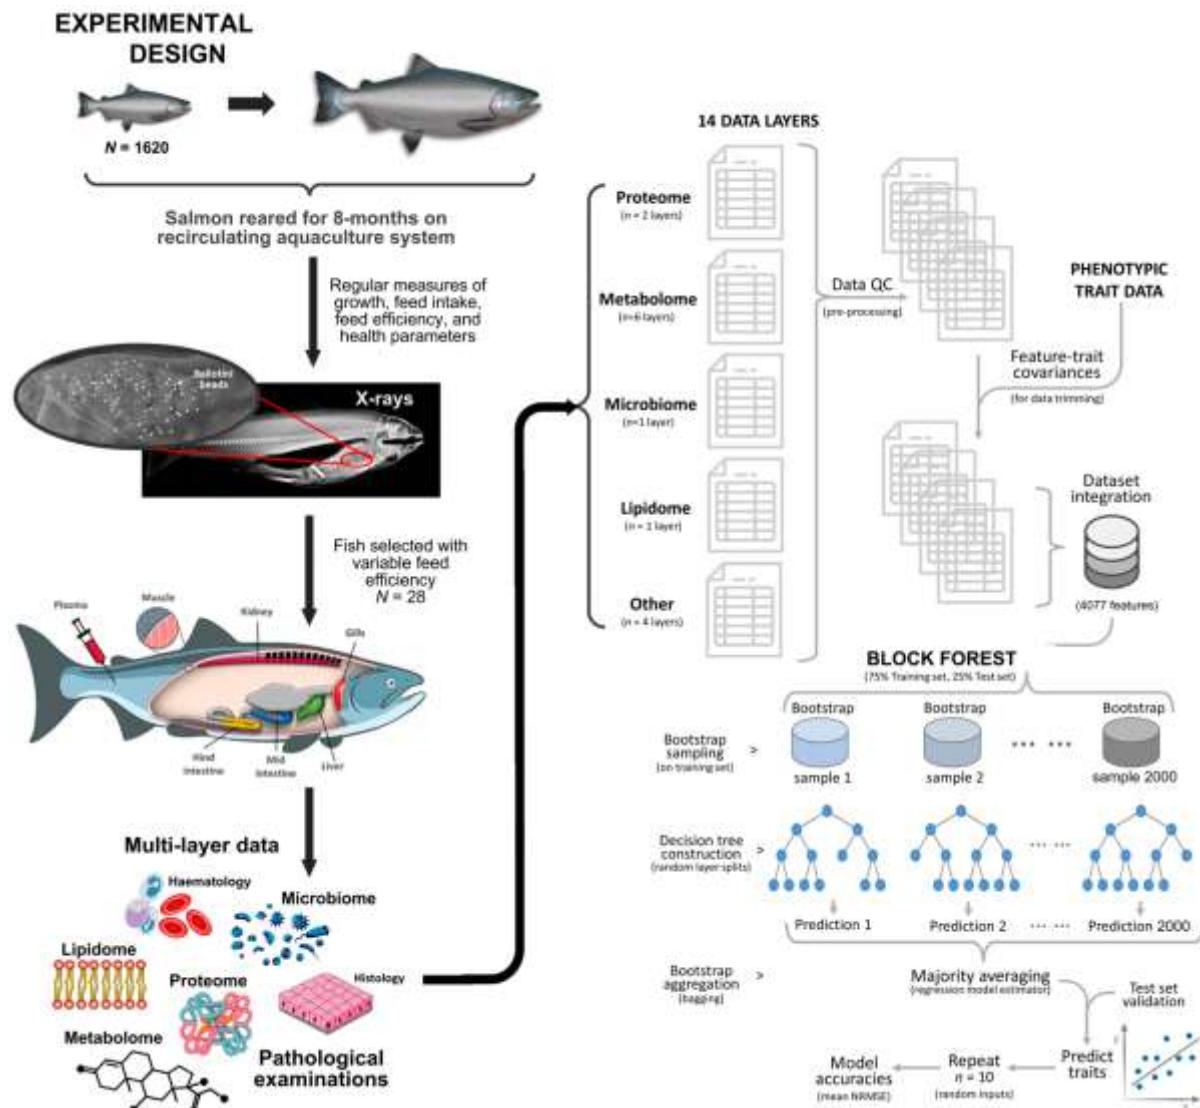 EXPERIMENTAL
DESIGN
N = 1620
Salmon reared for 8-months on
recirculating aquaculture system
Regular measures of
growth, feed intake,
feed efficiency, and
health parameters
Ballotini
beads
X-rays
Fish selected with
variable feed
efficiency
N = 28
Plasma
Muscle
Kidney
Gills
Hind
Intestine
Mid
Intestine
Liver
Multi-layer data
Haematology
Microbiome
Lipidome
Proteome
Histology
Metabolome
Pathological
examinations
14 DATA LAYERS
Proteome
(n = 2 layers)
Metabolome
(n=6 layers)
Microbiome
(n=1 layer)
Lipidome
(n = 1 layer)
Other
(n = 4 layers)
Data QC
(pre-processing)
PHENOTYPIC
TRAIT DATA
Feature-trait
covariances
(for data trimming)
Dataset
integration
(4077 features)
BLOCK FOREST
(75% Training set, 25% Test set)
Bootstrap
sampling
(on training set)
>
Bootstrap
sample 1
Bootstrap
sample 2
... ...
Bootstrap
sample 2000
Decision tree
construction
(random layer-splits)
>
... ...
Prediction 1
Prediction 2
... ...
Prediction 2000
Bootstrap
aggregation
(bagging)
>
Majority averaging
(regression model estimator)
Test set
validation
Predict
traits
Repeat
n = 10
(random inputs)
Model
accuracies
(mean NRMSE)